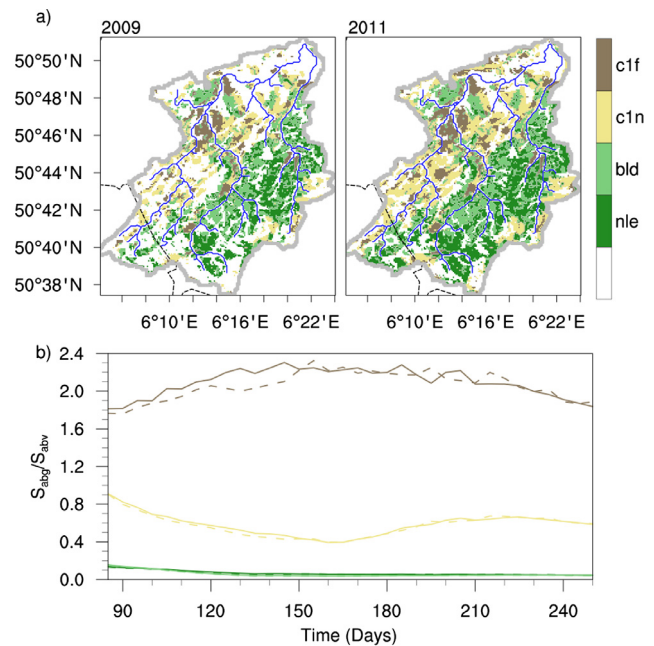 a)
2009
2011
50°50'N
50°48'N
50°46'N
50°44'N
50°42'N
50°40'N
50°38'N
6°10'E 6°16'E 6°22'E
6°10'E 6°16'E 6°22'E
c1f
c1n
bld
nle
b)
2.4
2.0
1.6
1.2
0.8
0.4
0.0
Sabg/Sabv
90 120 150 180 210 240
Time (Days)